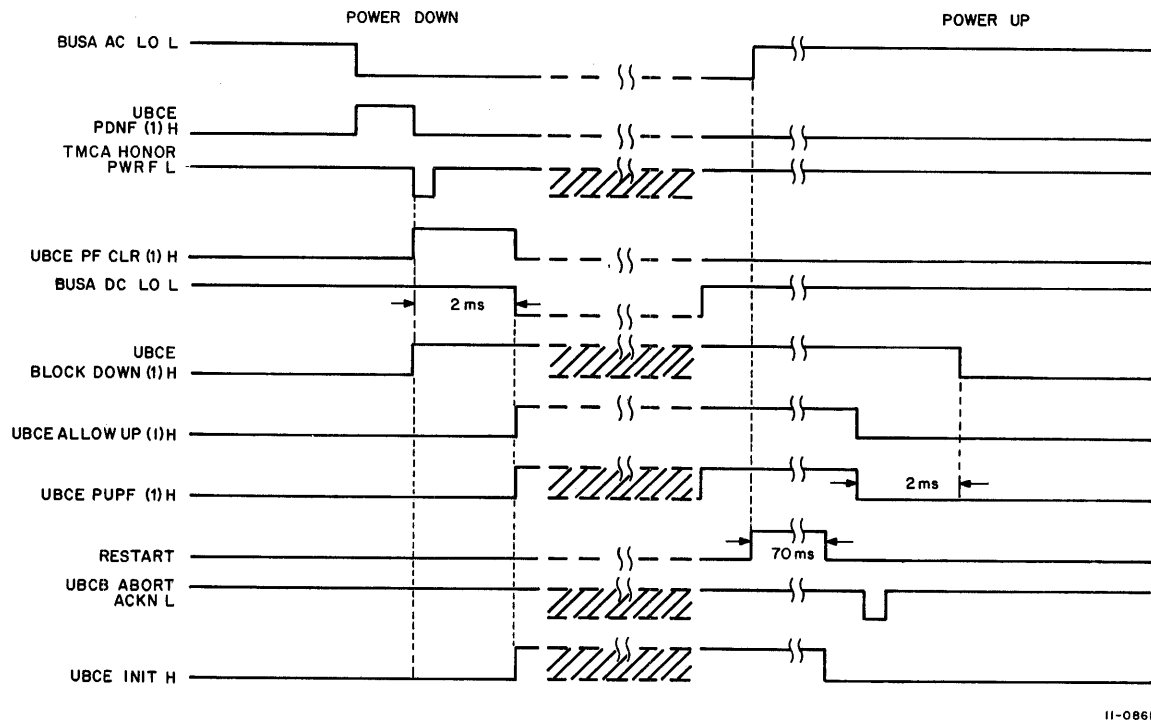 POWER DOWN
POWER UP
BUSA AC LO L
UBCE
PDNF (1) H
TMCA HONOR
PWRF L
UBCE PF CLR (1) H
BUSA DC LO L
2 ms
UBCE
BLOCK DOWN (1) H
UBCE ALLOW UP (1) H
UBCE PUPF (1) H
2 ms
RESTART
70 ms
UBCB ABORT
ACKN L
UBCE INIT H